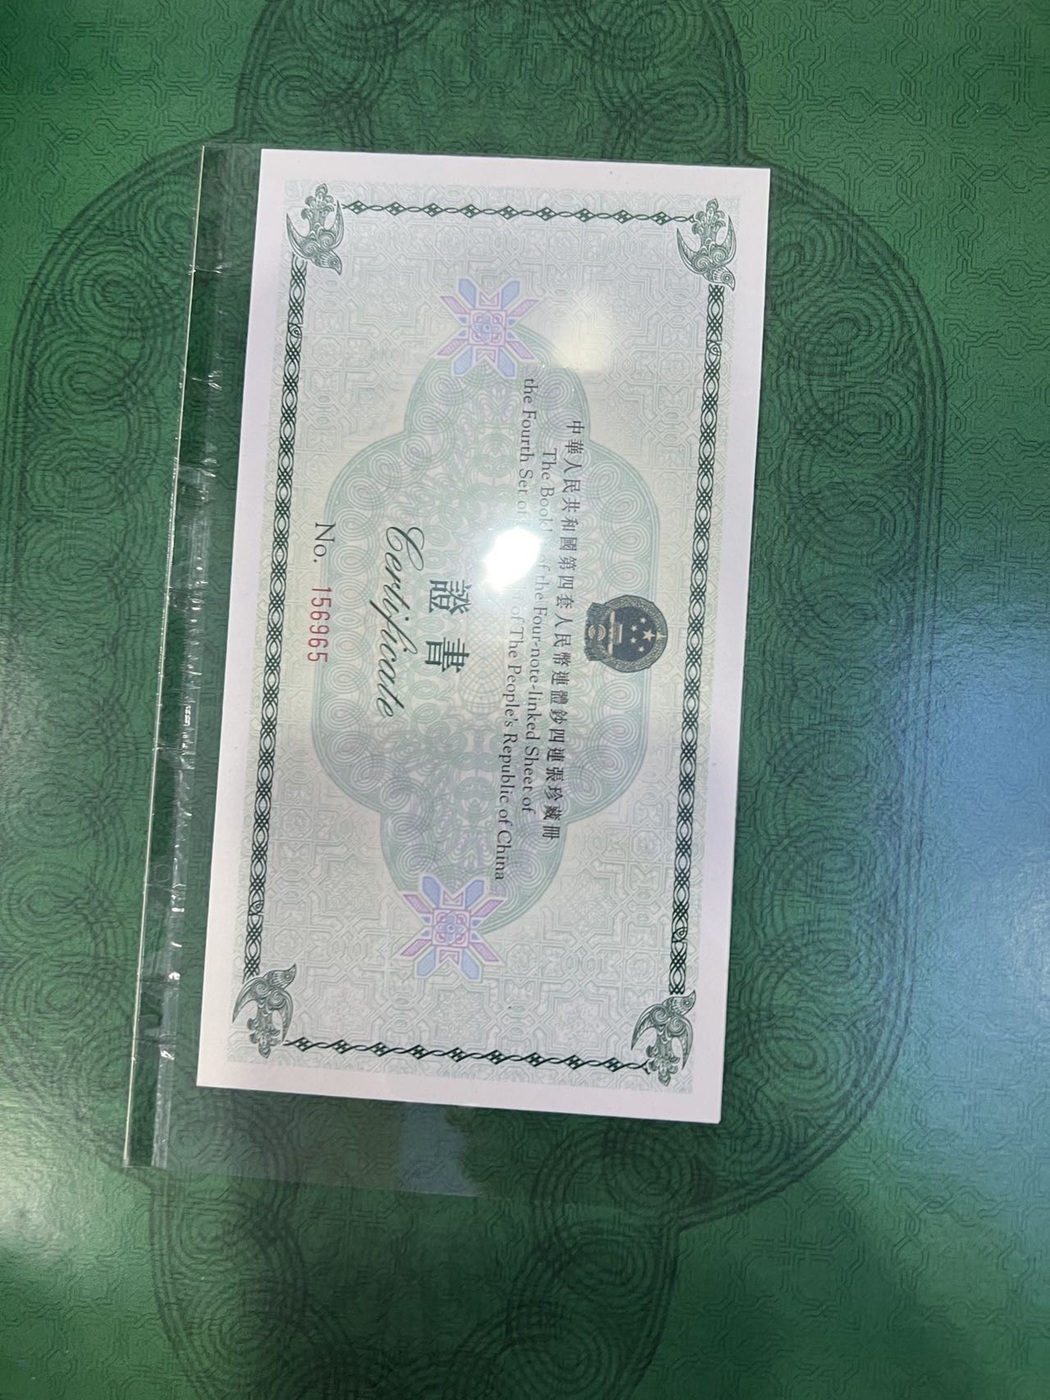 中華人民共和國第四套人民幣連體鈔四連張珍藏冊
The Book of the Four-note-linked Sheet of
the Fourth Set of of The People's Republic of China
證書
Certificate
No. 156965